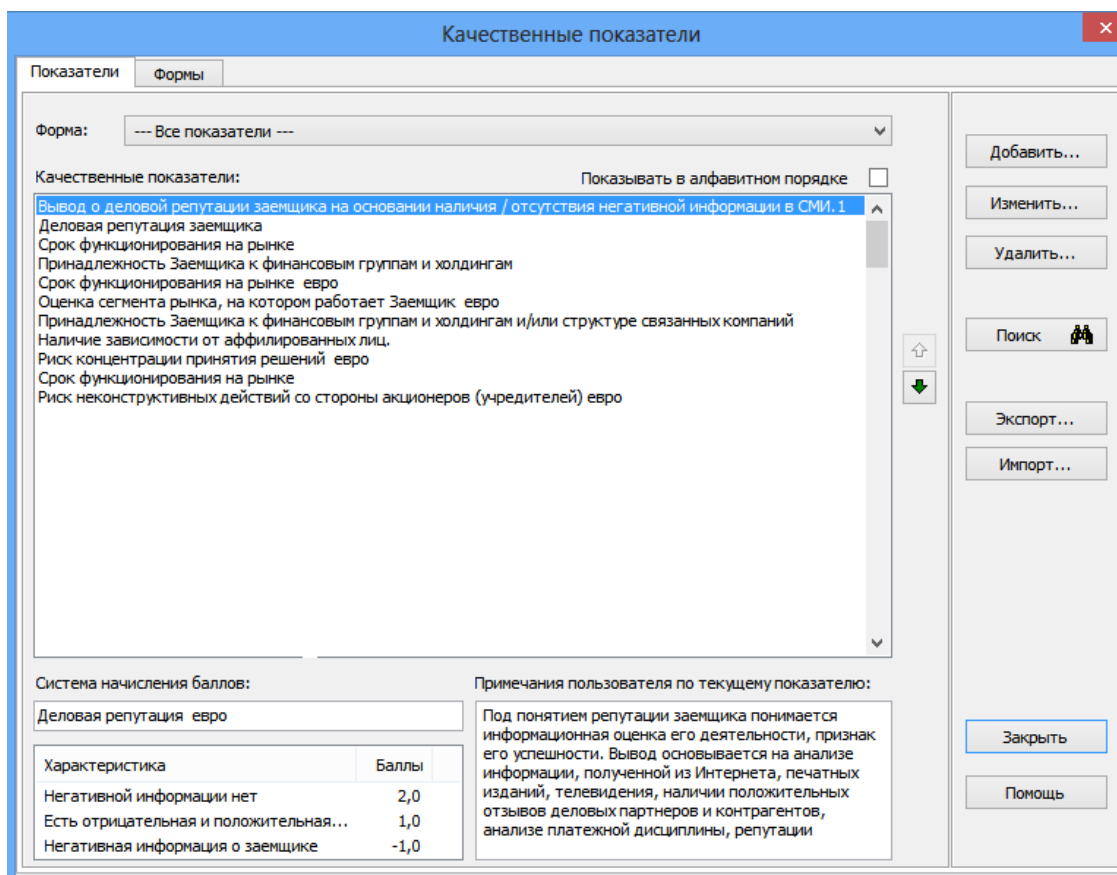 Качественные показатели
Показатели
Формы
Форма:
--- Все показатели ---
Качественные показатели:
Показывать в алфавитном порядке
Вывод о деловой репутации заемщика на основании наличия / отсутствия негативной информации в СМИ.1
Деловая репутация заемщика
Срок функционирования на рынке
Принадлежность Заемщика к финансовым группам и холдингам
Срок функционирования на рынке  евро
Оценка сегмента рынка, на котором работает Заемщик  евро
Принадлежность Заемщика к финансовым группам и холдингам и/или структуре связанных компаний
Наличие зависимости от аффилированных лиц.
Риск концентрации принятия решений  евро
Срок функционирования на рынке
Риск неконструктивных действий со стороны акционеров (учредителей) евро
Система начисления баллов:
Деловая репутация  евро
Характеристика Баллы
Негативной информации нет 2,0
Есть отрицательная и положительная... 1,0
Негативная информация о заемщике -1,0
Примечания пользователя по текущему показателю:
Под понятием репутации заемщика понимается
информационная оценка его деятельности, признак
его успешности. Вывод основывается на анализе
информации, полученной из Интернета, печатных
изданий, телевидения, наличии положительных
отзывов деловых партнеров и контрагентов,
анализе платежной дисциплины, репутации
Добавить...
Изменить...
Удалить...
Поиск
Экспорт...
Импорт...
Закрыть
Помощь